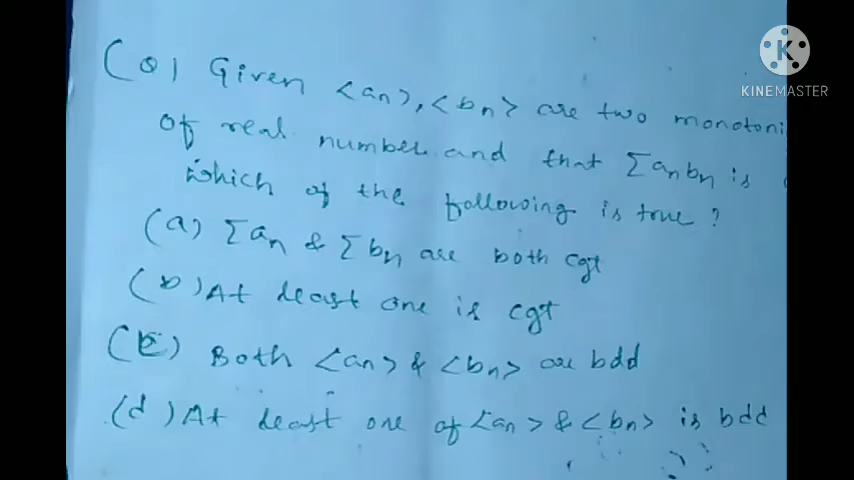 KINEMASTER
(Q) Given <an>, <bn> are two monotoni
of real number and that Σanbn is
which of the following is true?
(a) Σan & Σbn are both cgt
(b) At least one is cgt
(c) Both <an> & <bn> are bdd
(d) At least one of <an> & <bn> is bdd